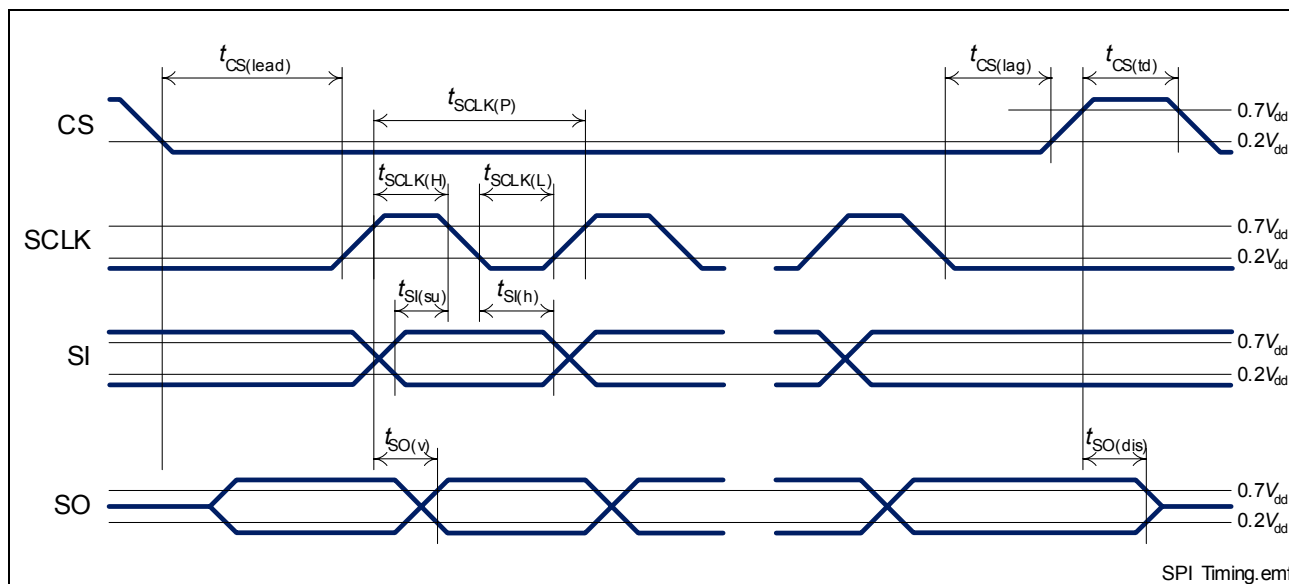 tCS(lead)
tCS(lag)
tCS(td)
tSCLK(P)
0.7Vdd
CS
0.2Vdd
tSCLK(H)
tSCLK(L)
0.7Vdd
SCLK
0.2Vdd
tSI(su)
tSI(h)
0.7Vdd
SI
0.2Vdd
tSO(v)
tSO(dis)
0.7Vdd
SO
0.2Vdd
SPI Timing.emf